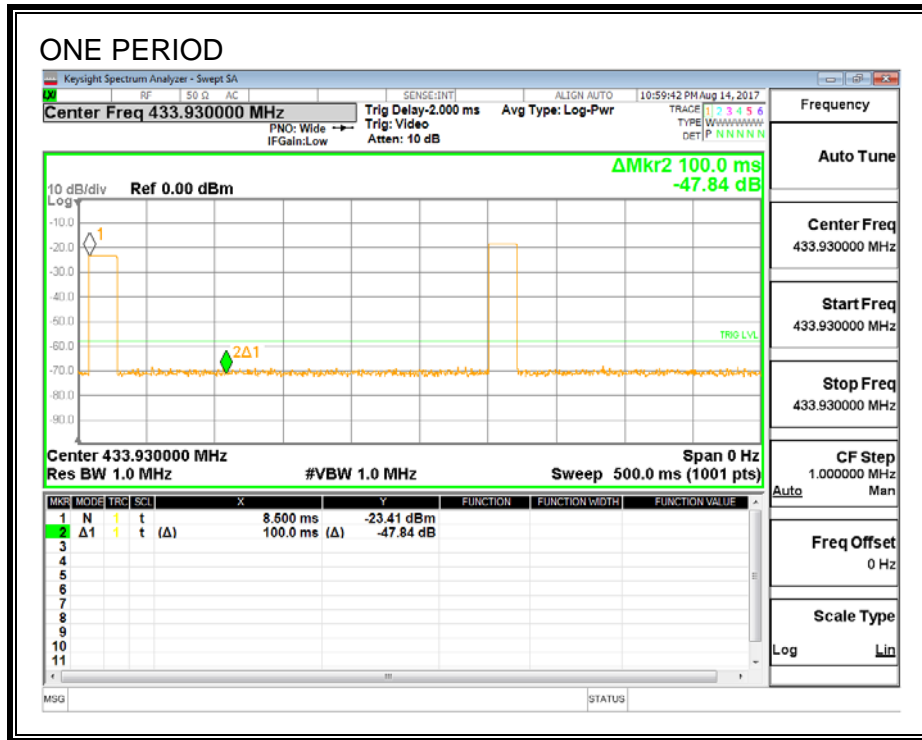 ONE PERIOD
Keysight Spectrum Analyzer - Swept SA
LXI RF 50 Ω AC SENSE:INT ALIGN AUTO 10:59:42 PM Aug 14, 2017
Center Freq 433.930000 MHz
PNO: Wide
IFGain:Low
Trig Delay-2.000 ms
Trig: Video
Atten: 10 dB
Avg Type: Log-Pwr
TRACE 1 2 3 4 5 6
TYPE WWWWWWW
DET P N N N N N
ΔMkr2 100.0 ms
-47.84 dB
10 dB/div Ref 0.00 dBm
Log
-10.0
-20.0
-30.0
-40.0
-50.0
-60.0
-70.0
-80.0
-90.0
1
2Δ1
TRIG LVL
Center 433.930000 MHz Span 0 Hz
Res BW 1.0 MHz #VBW 1.0 MHz Sweep 500.0 ms (1001 pts)
MKR MODE TRC SCL X Y FUNCTION FUNCTION WIDTH FUNCTION VALUE
1 N 1 t 8.500 ms -23.41 dBm
2 Δ1 1 t (Δ) 100.0 ms (Δ) -47.84 dB
3
4
5
6
7
8
9
10
11
MSG STATUS
Frequency
Auto Tune
Center Freq
433.930000 MHz
Start Freq
433.930000 MHz
Stop Freq
433.930000 MHz
CF Step
1.000000 MHz
Auto Man
Freq Offset
0 Hz
Scale Type
Log Lin